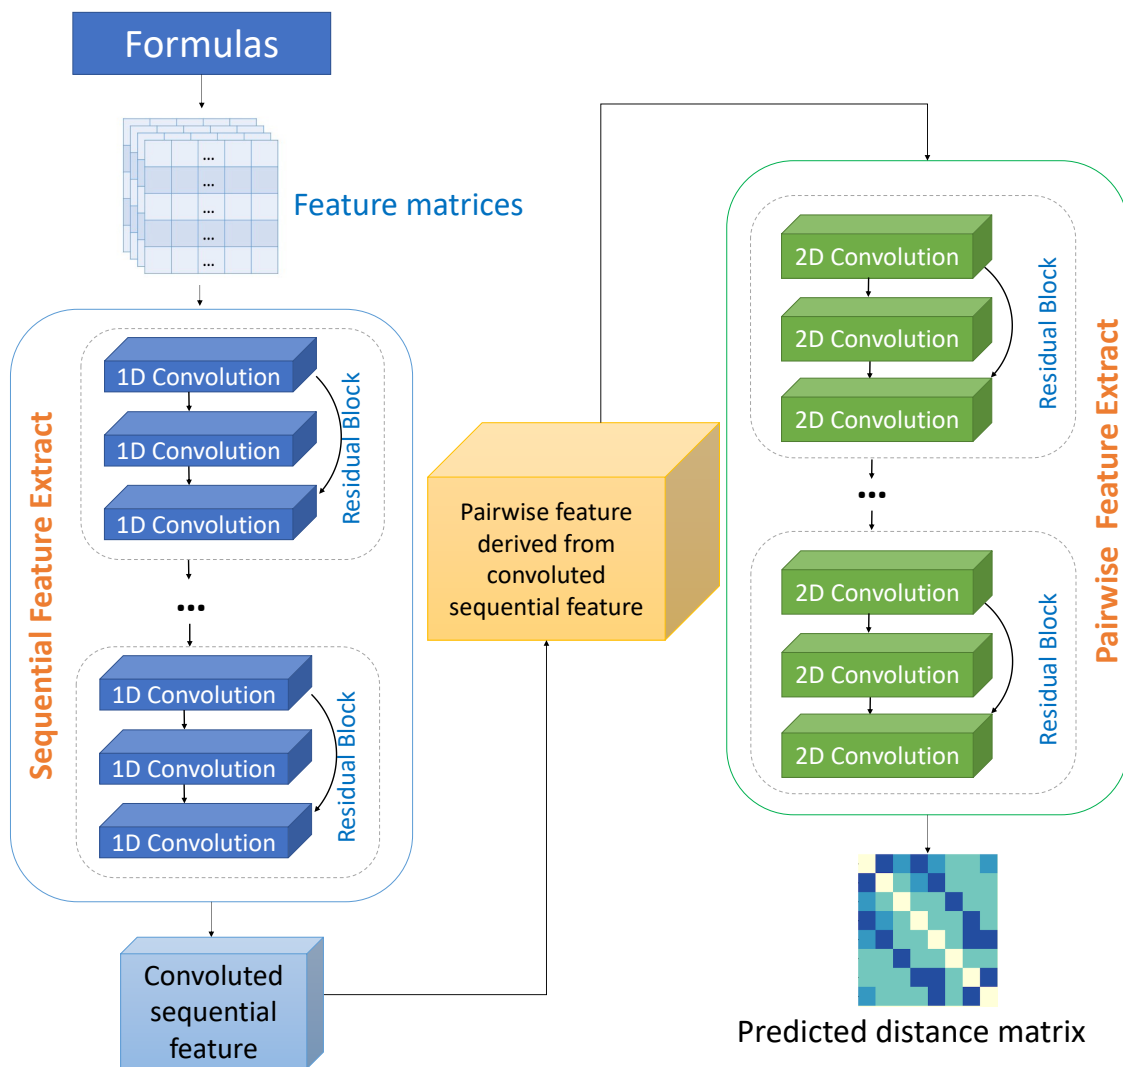 Formulas
...
...
...
...
...
Feature matrices
Sequential Feature Extract
1D Convolution
1D Convolution
1D Convolution
Residual Block
...
1D Convolution
1D Convolution
1D Convolution
Residual Block
Convoluted
sequential
feature
Pairwise feature
derived from
convoluted
sequential feature
2D Convolution
2D Convolution
2D Convolution
Residual Block
...
2D Convolution
2D Convolution
2D Convolution
Residual Block
Pairwise Feature Extract
Predicted distance matrix